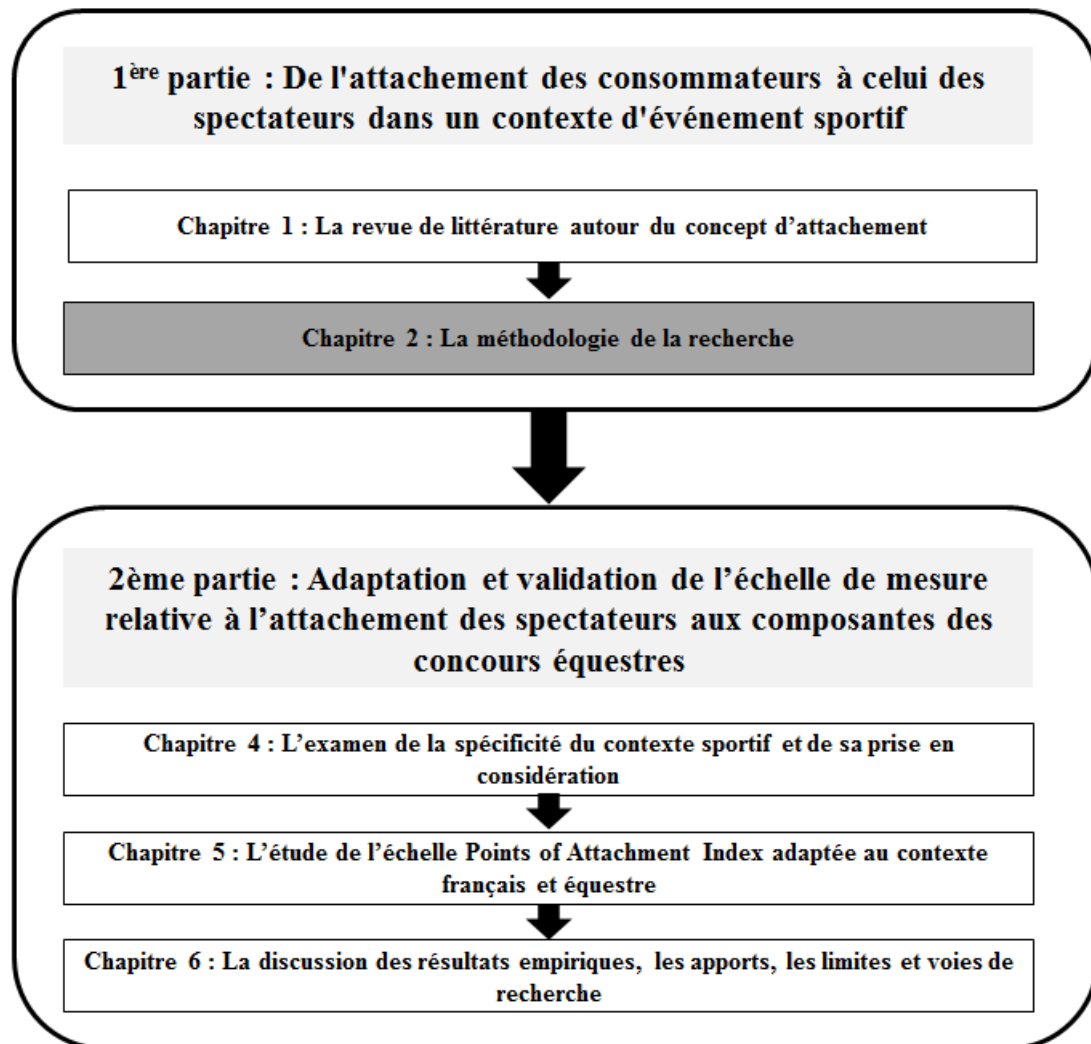 1ère partie : De l'attachement des consommateurs à celui des
spectateurs dans un contexte d'événement sportif
Chapitre 1 : La revue de littérature autour du concept d’attachement
Chapitre 2 : La méthodologie de la recherche
2ème partie : Adaptation et validation de l’échelle de mesure
relative à l’attachement des spectateurs aux composantes des
concours équestres
Chapitre 4 : L’examen de la spécificité du contexte sportif et de sa prise en
considération
Chapitre 5 : L’étude de l’échelle Points of Attachment Index adaptée au contexte
français et équestre
Chapitre 6 : La discussion des résultats empiriques, les apports, les limites et voies de
recherche